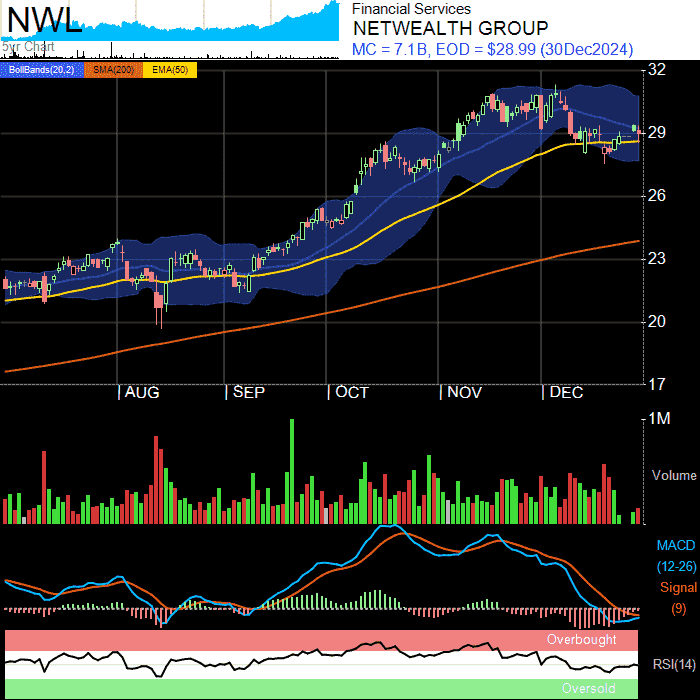 NWL
5yr Chart
Financial Services
NETWEALTH GROUP
MC = 7.1B, EOD = $28.99 (30Dec2024)
BollBands(20,2) SMA(200) EMA(50)
32
29
26
23
20
17
AUG SEP OCT NOV DEC
1M
Volume
MACD
(12-26)
Signal
(9)
Overbought
RSI(14)
Oversold